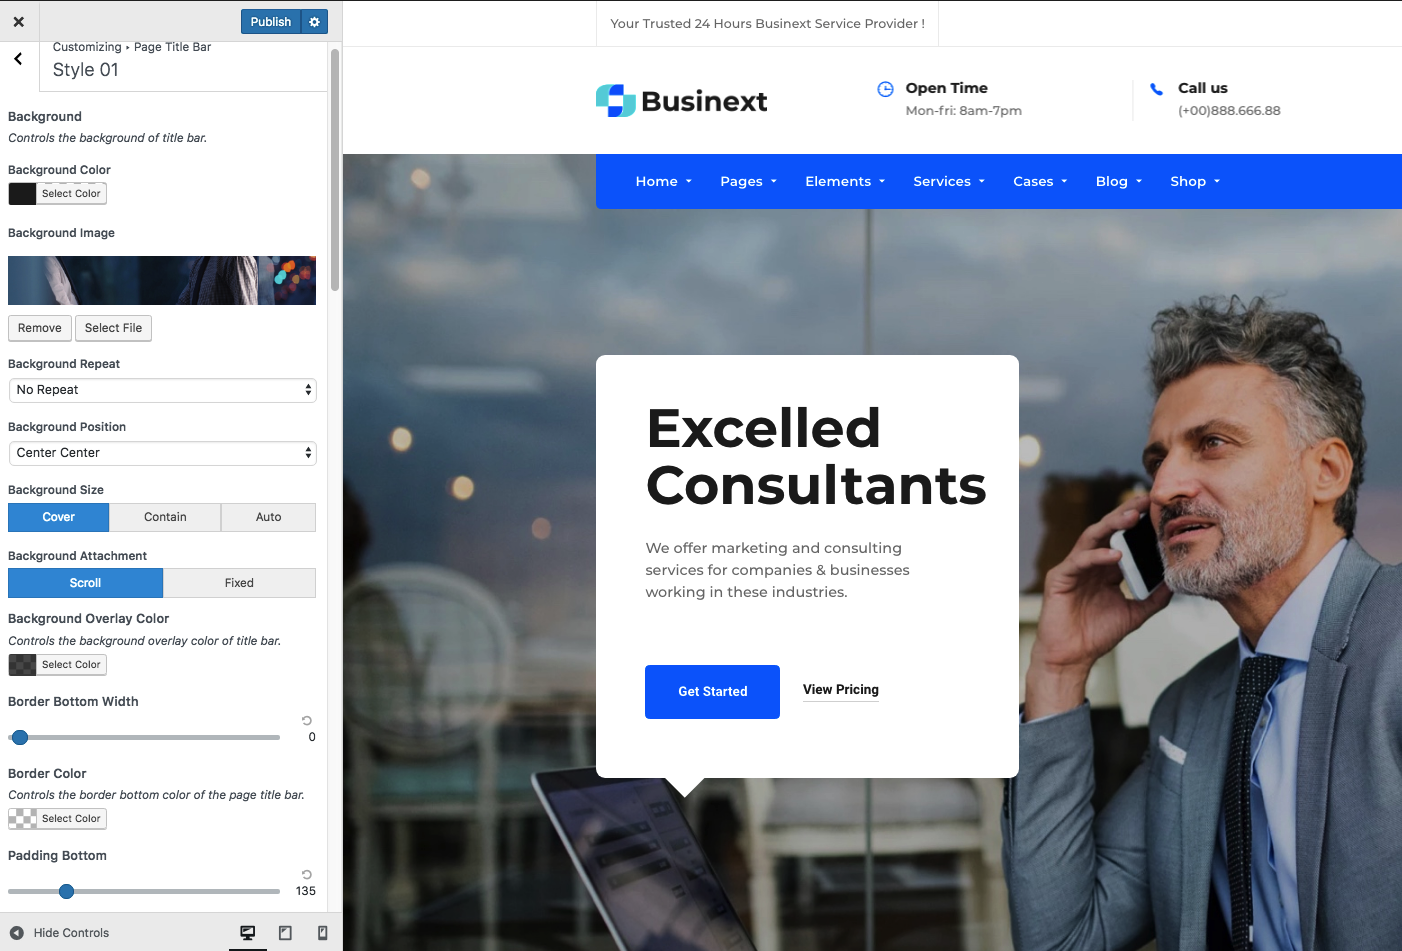 Publish
Customizing ▸ Page Title Bar
Style 01
Background
Controls the background of title bar.
Background Color
Select Color
Background Image
Remove
Select File
Background Repeat
No Repeat
Background Position
Center Center
Background Size
Cover
Contain
Auto
Background Attachment
Scroll
Fixed
Background Overlay Color
Controls the background overlay color of title bar.
Select Color
Border Bottom Width
0
Border Color
Controls the border bottom color of the page title bar.
Select Color
Padding Bottom
135
Hide Controls
Your Trusted 24 Hours Businext Service Provider !
Businext
Open Time
Mon-fri: 8am-7pm
Call us
(+00)888.666.88
Home
Pages
Elements
Services
Cases
Blog
Shop
Excelled
Consultants
We offer marketing and consulting
services for companies & businesses
working in these industries.
Get Started
View Pricing